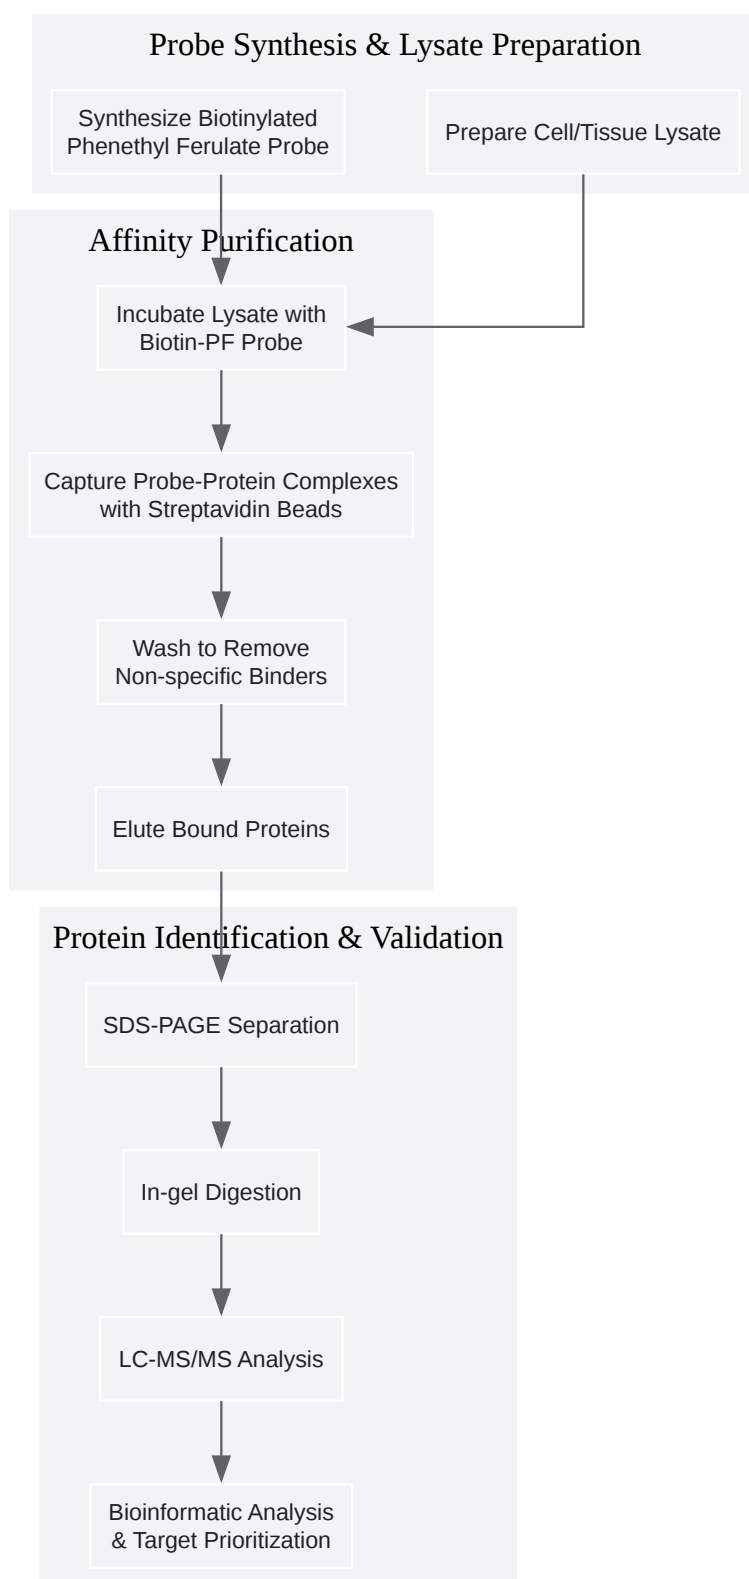 Probe Synthesis & Lysate Preparation
Synthesize Biotinylated
Phenethyl Ferulate Probe
Prepare Cell/Tissue Lysate
Affinity Purification
Incubate Lysate with
Biotin-PF Probe
Capture Probe-Protein Complexes
with Streptavidin Beads
Wash to Remove
Non-specific Binders
Elute Bound Proteins
Protein Identification & Validation
SDS-PAGE Separation
In-gel Digestion
LC-MS/MS Analysis
Bioinformatic Analysis
& Target Prioritization